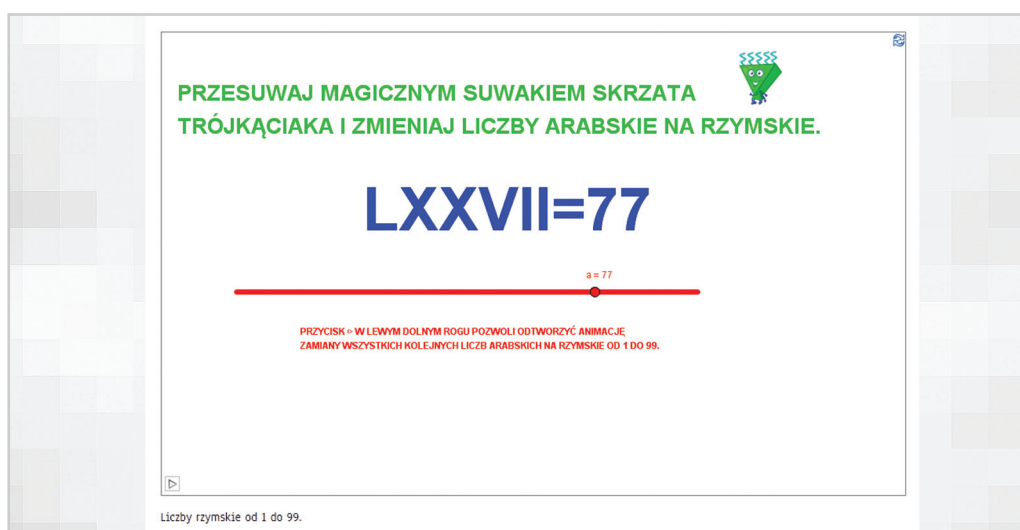 PRZESUWAJ MAGICZNYM SUWAKIEM SKRZATA
TRÓJKĄCIAKA I ZMIENIAJ LICZBY ARABSKIE NA RZYMSKIE.
LXXVII=77
a = 77
PRZYCISK ▹ W LEWYM DOLNYM ROGU POZWOLI ODTWORZYĆ ANIMACJĘ
ZAMIANY WSZYSTKICH KOLEJNYCH LICZB ARABSKICH NA RZYMSKIE OD 1 DO 99.
Liczby rzymskie od 1 do 99.